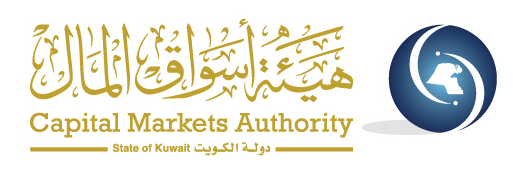 هيئة أسواق المال
Capital Markets Authority
State of Kuwait دولة الكويت